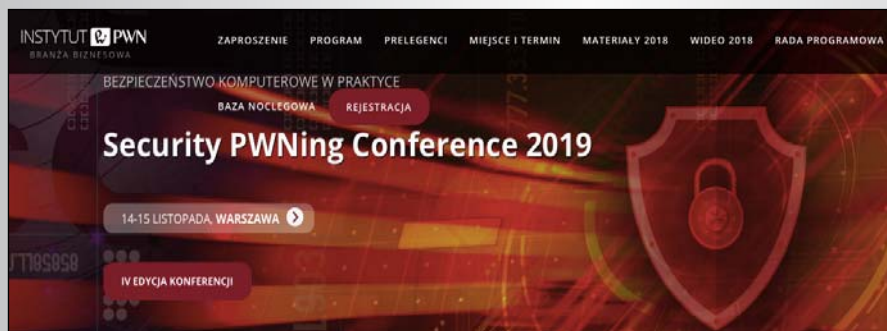 INSTYTUT PWN
BRANŻA BIZNESOWA
ZAPROSZENIE PROGRAM PRELEGENCI MIEJSCE I TERMIN MATERIAŁY 2018 WIDEO 2018 RADA PROGRAMOWA
BEZPIECZEŃSTWO KOMPUTEROWE W PRAKTYCE
BAZA NOCLEGOWA REJESTRACJA
Security PWNing Conference 2019
14-15 LISTOPADA, WARSZAWA
IV EDYCJA KONFERENCJI